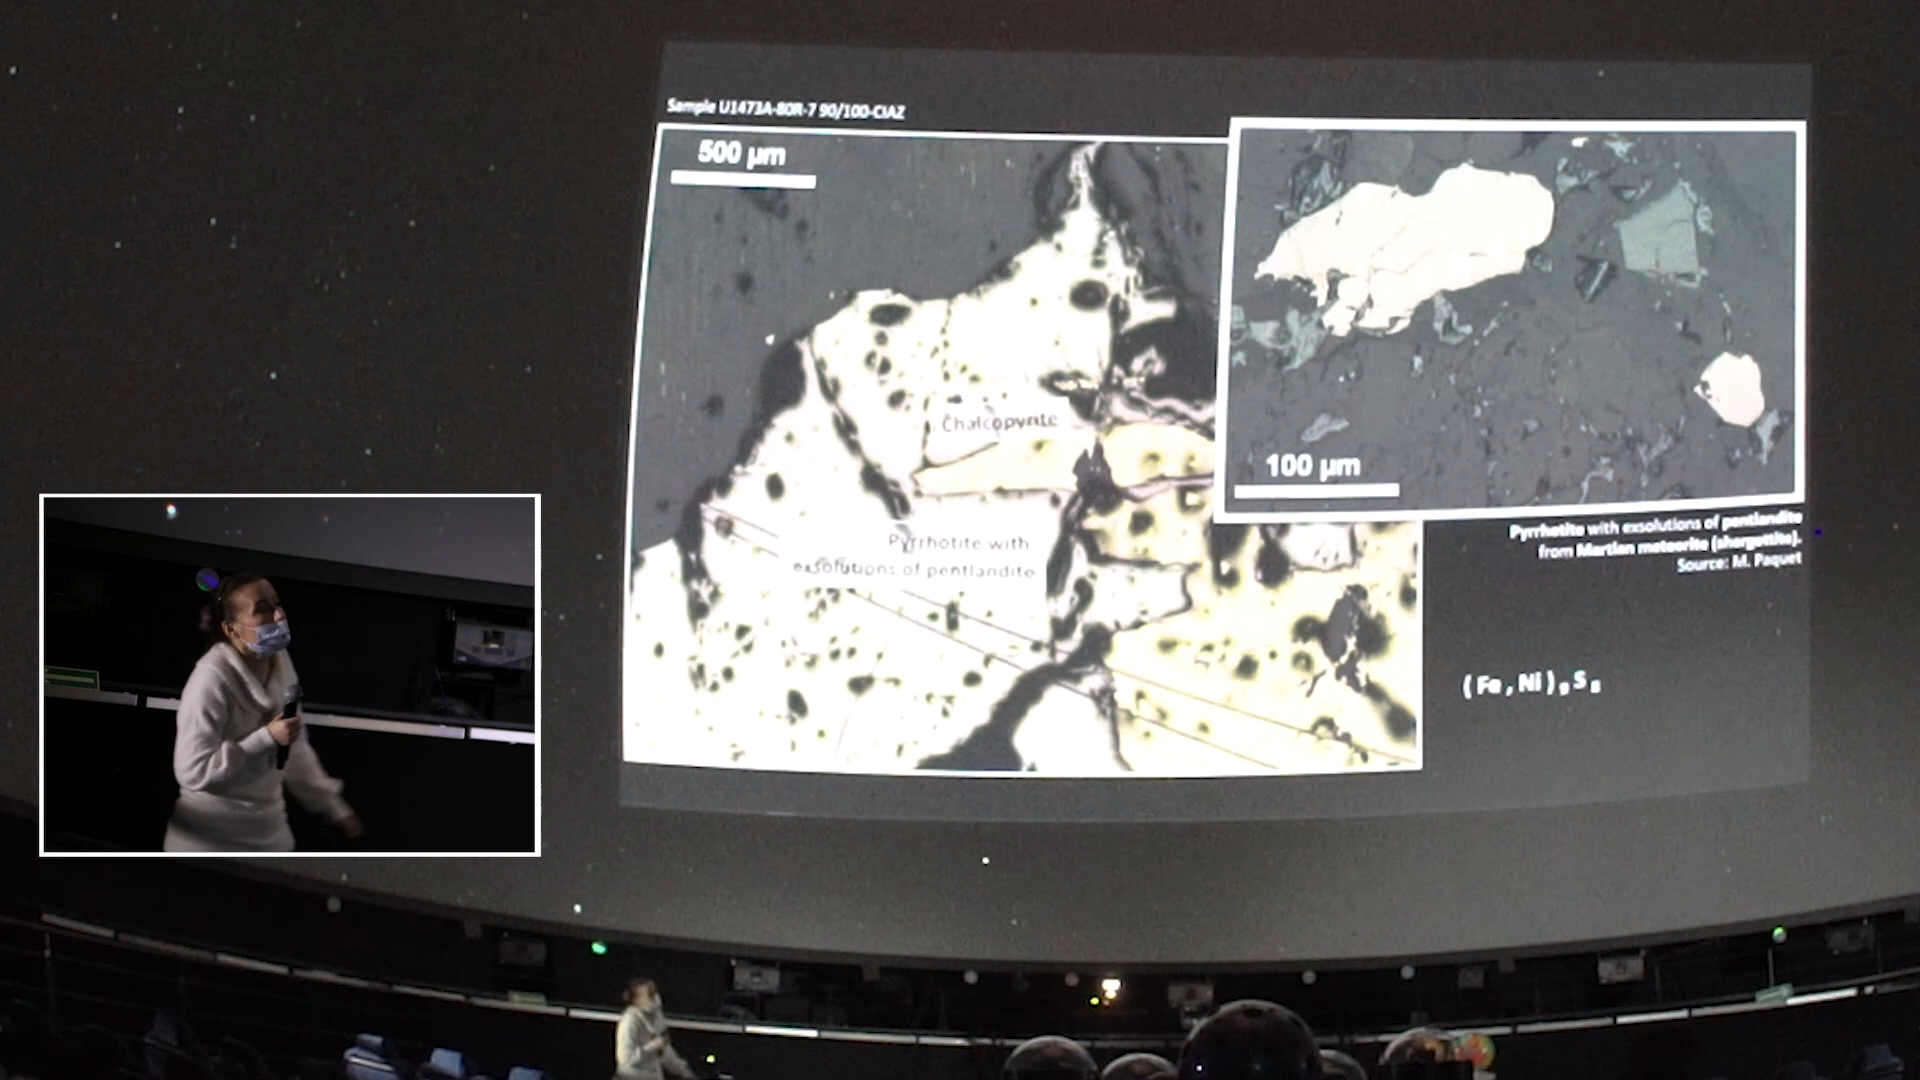 Sample U1473A-80R-7 90/100-CIAZ
500 µm
Chalcopyrite
Pyrrhotite with
exsolutions of pentlandite
100 µm
Pyrrhotite with exsolutions of pentlandite
from Martian meteorite (shergottite).
Source: M. Paquet
(Fe, Ni)₉S₈